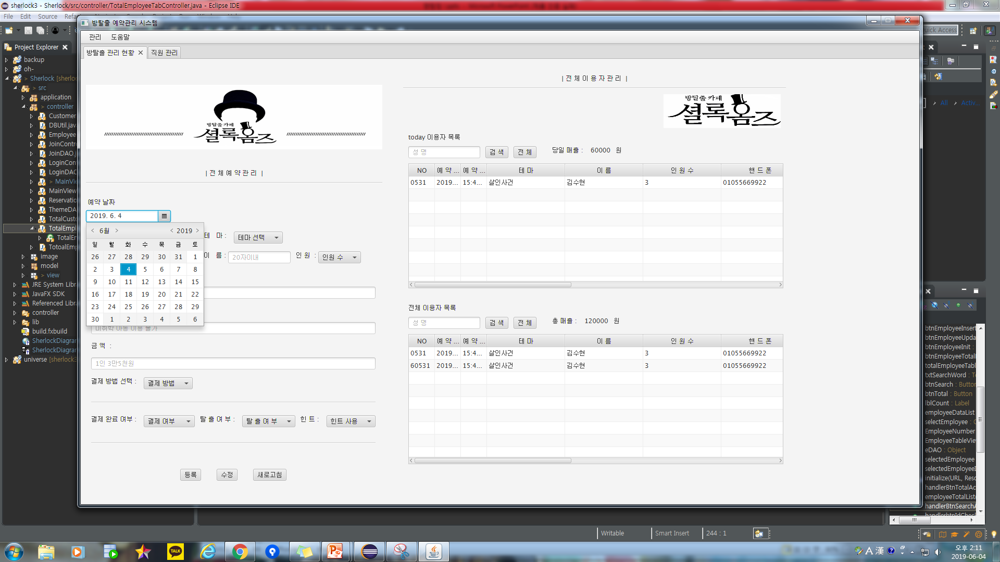 sherlock3 - Sherlock/src/controller/TotalEmployeeTabController.java - Eclipse IDE
File Edit Source Refa
방탈출 예약관리 시스템
관리 도움말
방탈출 관리 현황
직원 관리
Quick Access
Project Explorer
backup
oh-
> Sherlock [sherlo
> src
application
> controller
Customer
DBUtil.jav
Employee
JoinContro
JoinDAO.j
LoginCon
LoginDAC
> MainVie
MainView
Reservatic
ThemeDA
TotalCusto
TotalEmpl
TotalEn
TotoalEmp
image
model
> view
JRE System Libr
JavaFX SDK
Referenced Libra
controller
lib
build.fxbuild
SherlockDiagran
SherlockDiagran
universe [sherlock3
방탈출 카페
셜록홈즈
| 전 체 예 약 관 리 |
예약 날짜
2019. 6. 4
6월 2019
일 월 화 수 목 금 토
26 27 28 29 30 31 1
2 3 4 5 6 7 8
9 10 11 12 13 14 15
16 17 18 19 20 21 22
23 24 25 26 27 28 29
30 1 2 3 4 5 6
테 마 : 테마 선택
이 름 : 20자이내 인 원 : 인원 수
미취학 아동 이용 불가
금 액 :
1인 3만5천원
결제 방법 선택 : 결제 방법
결제 완료 여부 : 결제 여부 탈 출 여 부 : 탈 출 여 부 힌 트 : 힌트 사용
등록 수정 새로고침
| 전 체 이 용 자 관 리 |
방탈출 카페
셜록홈즈
today 이용자 목록
성 명 검 색 전 체 당일 매출 : 60000 원
NO 예 약 ... 예 약 ... 테 마 이 름 인 원 수 핸 드 폰
0531 2019... 15:4... 살인사건 김수현 3 01055669922
전체 이용자 목록
성 명 검 색 전 체 총 매출 : 120000 원
NO 예 약 ... 예 약 ... 테 마 이 름 인 원 수 핸 드 폰
0531 2019... 15:4... 살인사건 김수현 3 01055669922
60531 2019... 15:4... 살인사건 김수현 3 01055669922
All Activ...
btnEmployeeInsert
btnEmployeeUpda
btnEmployeeInit :
btnEmployeeTotal
totalEmployeeTabl
txtSearchWord : T
btnSearch : Button
btnTotal : Button
lblCount : Label
employeeDataList
selectEmployee : O
EmployeeNumber
EmployeeTableVie
eDAO : Object
selectedEmployee
selectedEmployeeI
initialize(URL, Reso
handlerBtnTotalAc
employeeTotalList(
handlerBtnSearchA
handlerbtnIdChecl
Writable Smart Insert 244 : 1
TALK
A 漢
오후 2:11
2019-06-04